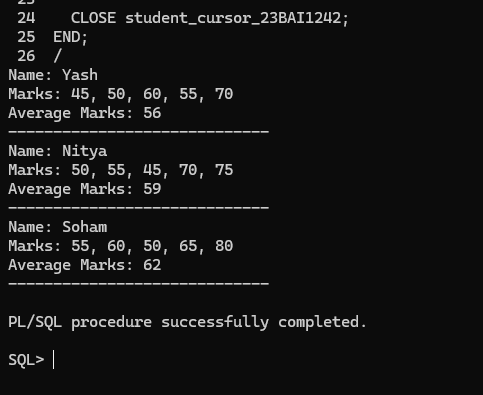 24    CLOSE student_cursor_23BAI1242;
25  END;
26  /
Name: Yash
Marks: 45, 50, 60, 55, 70
Average Marks: 56
-----------------------------
Name: Nitya
Marks: 50, 55, 45, 70, 75
Average Marks: 59
-----------------------------
Name: Soham
Marks: 55, 60, 50, 65, 80
Average Marks: 62
-----------------------------
PL/SQL procedure successfully completed.
SQL>